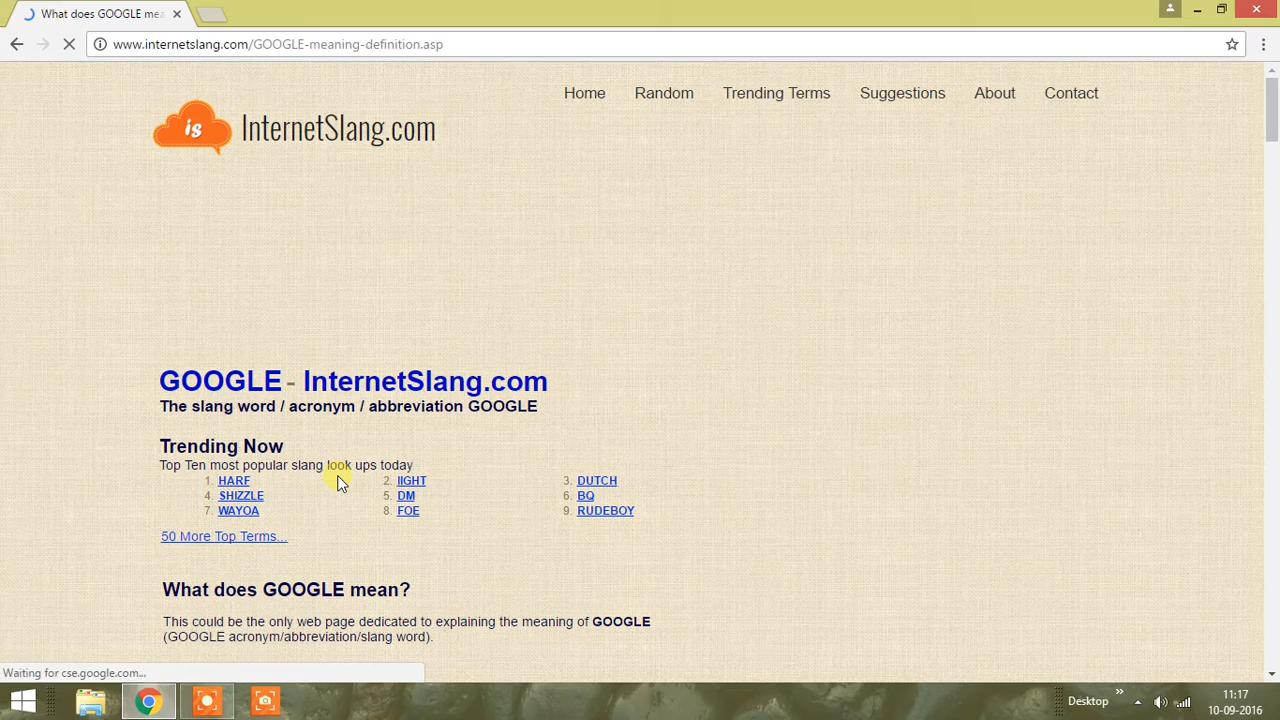 What does GOOGLE mea
www.internetslang.com/GOOGLE-meaning-definition.asp
Home Random Trending Terms Suggestions About Contact
is InternetSlang.com
GOOGLE - InternetSlang.com
The slang word / acronym / abbreviation GOOGLE
Trending Now
Top Ten most popular slang look ups today
1. HARF 2. IIGHT 3. DUTCH
4. SHIZZLE 5. DM 6. BQ
7. WAYOA 8. FOE 9. RUDEBOY
50 More Top Terms...
What does GOOGLE mean?
This could be the only web page dedicated to explaining the meaning of GOOGLE
(GOOGLE acronym/abbreviation/slang word).
Waiting for cse.google.com...
Desktop
11:17
10-09-2016